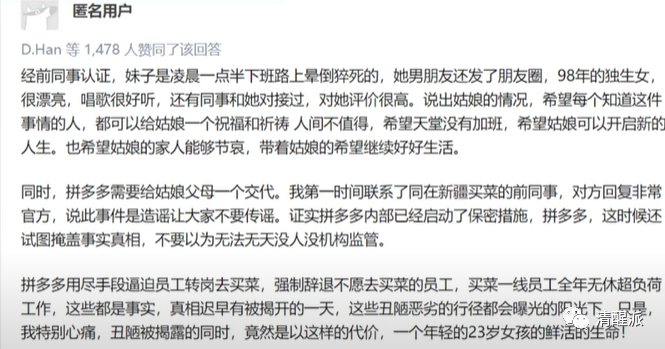 匿名用户
D.Han 等 1,478 人赞同了该回答
经前同事认证，妹子是凌晨一点半下班路上晕倒猝死的，她男朋友还发了朋友圈，98年的独生女，
很漂亮，唱歌很好听，还有同事和她对接过，对她评价很高。说出姑娘的情况，希望每个知道这件
事情的人，都可以给姑娘一个祝福和祈祷 人间不值得，希望天堂没有加班，希望姑娘可以开启新的
人生。也希望姑娘的家人能够节哀，带着姑娘的希望继续好好生活。
同时，拼多多需要给姑娘父母一个交代。我第一时间联系了同在新疆买菜的前同事，对方回复非常
官方，说此事件是造谣让大家不要传谣。证实拼多多内部已经启动了保密措施，拼多多，这时候还
试图掩盖事实真相，不要以为无法无天没人没机构监管。
拼多多用尽手段逼迫员工转岗去买菜，强制辞退不愿去买菜的员工，买菜一线员工全年无休超负荷
工作，这些都是事实，真相迟早有被揭开的一天，这些丑陋恶劣的行径都会曝光的阳光下。只是，
我特别心痛，丑陋被揭露的同时，竟然是以这样的代价，一个年轻的23岁女孩的鲜活的生命！
清醒派